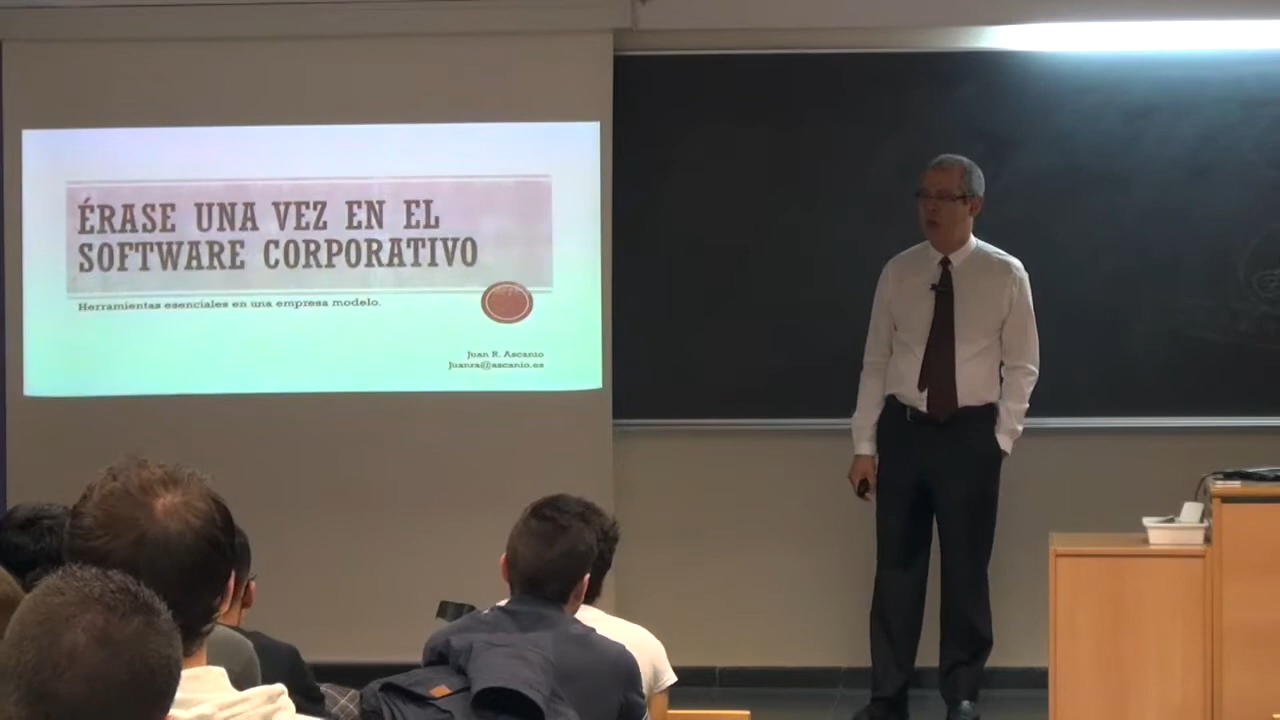 ÉRASE UNA VEZ EN EL
SOFTWARE CORPORATIVO
Herramientas esenciales en una empresa modelo.
Juan R. Ascanio
Juanra@ascanio.es